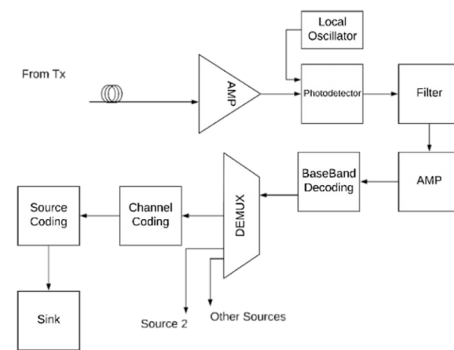 Local
Oscillator
From Tx
AMP
Photodetector
Filter
BaseBand
Decoding
AMP
DEMUX
Channel
Coding
Source
Coding
Sink
Source 2
Other Sources